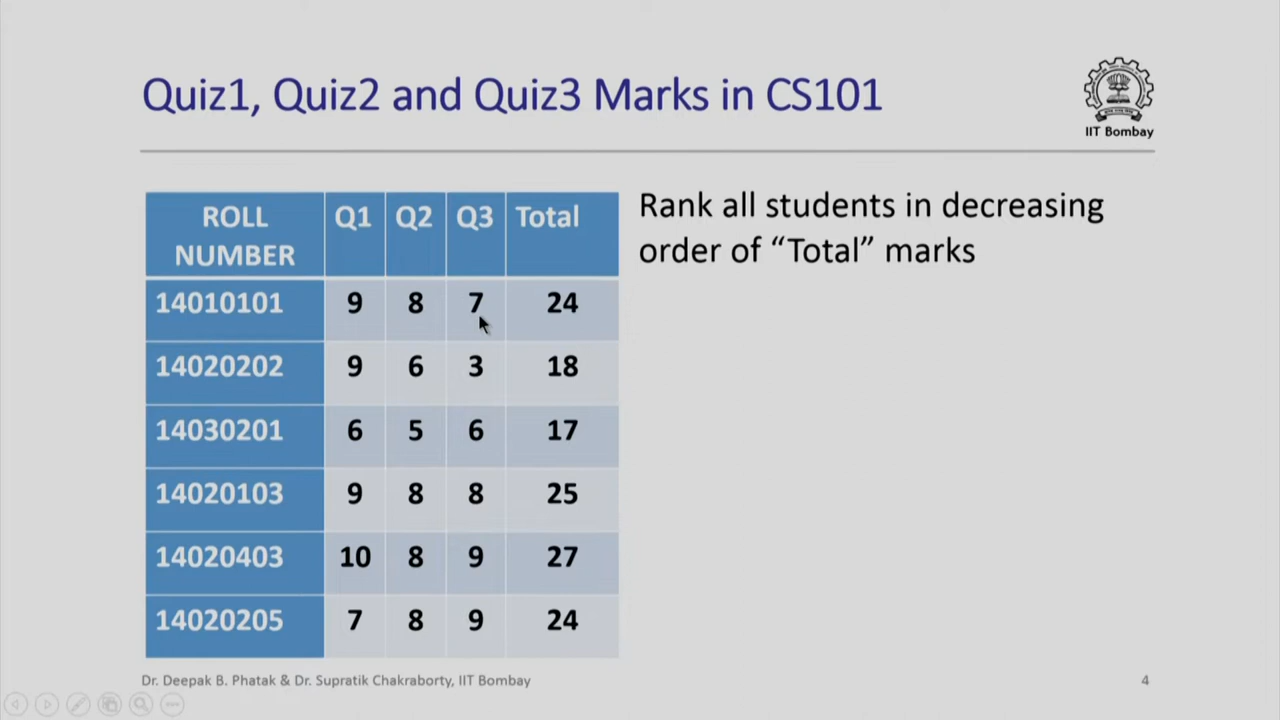 Quiz1, Quiz2 and Quiz3 Marks in CS101
IIT Bombay
ROLL NUMBER Q1 Q2 Q3 Total
14010101 9 8 7 24
14020202 9 6 3 18
14030201 6 5 6 17
14020103 9 8 8 25
14020403 10 8 9 27
14020205 7 8 9 24
Rank all students in decreasing
order of “Total” marks
Dr. Deepak B. Phatak & Dr. Supratik Chakraborty, IIT Bombay
4